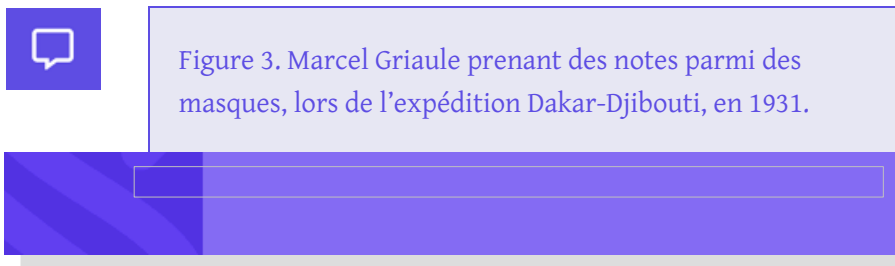 Figure 3. Marcel Griaule prenant des notes parmi des
masques, lors de l’expédition Dakar-Djibouti, en 1931.